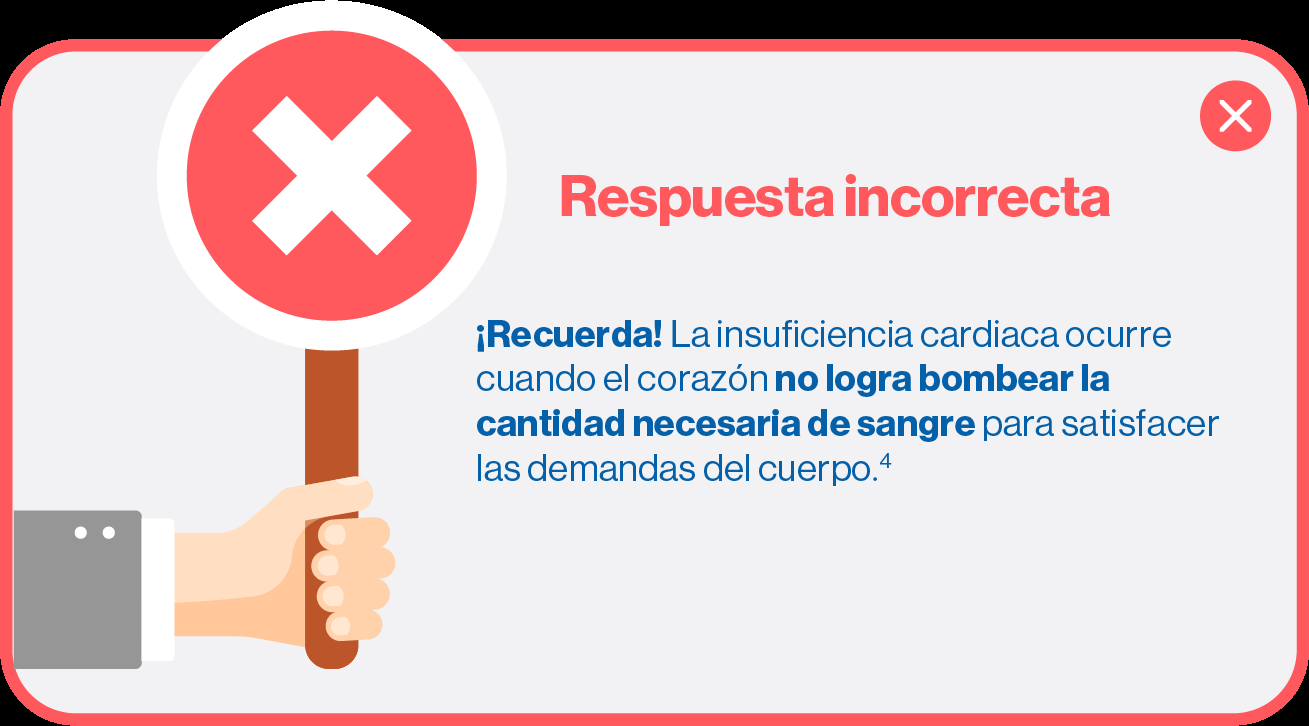 Respuesta incorrecta
¡Recuerda! La insuficiencia cardiaca ocurre
cuando el corazón no logra bombear la
cantidad necesaria de sangre para satisfacer
las demandas del cuerpo.⁴